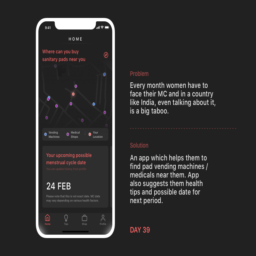 HOME
Where can you buy
sanitary pads near you
Vending
Machines
Medical
Stores
Your
Location
Your upcoming possible
menstrual cycle date
24 FEB
Problem
Every month women have to
face their MC and in a country
like India, even talking about it,
is a big taboo.
Solution
An app which helps them to
find pad vending machines /
medicals near them. App
also suggests them health
tips and possible date for
next period.
DAY 39